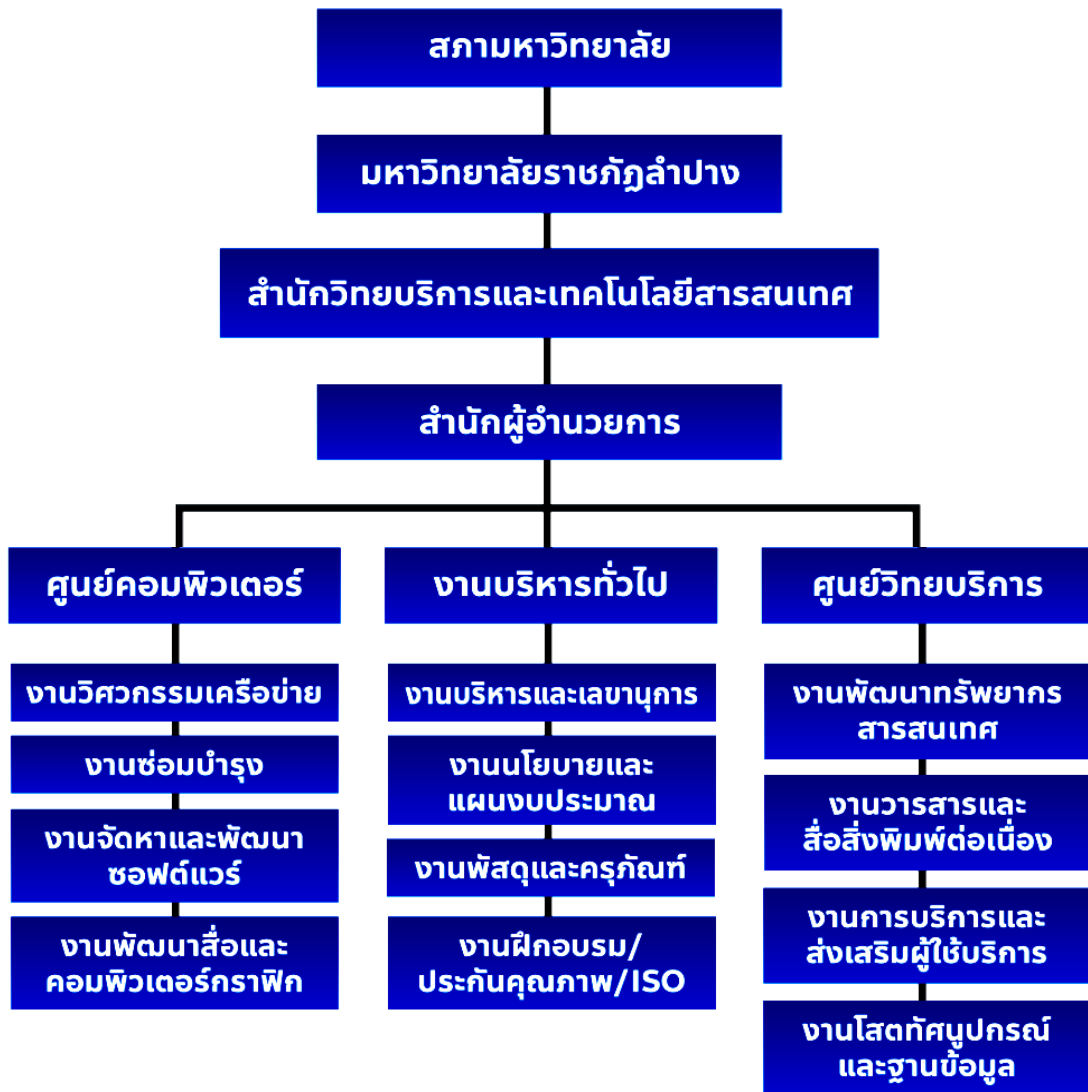 สภามหาวิทยาลัย
มหาวิทยาลัยราชภัฏลำปาง
สำนักวิทยบริการและเทคโนโลยีสารสนเทศ
สำนักผู้อำนวยการ
ศูนย์คอมพิวเตอร์
งานวิศวกรรมเครือข่าย
งานซ่อมบำรุง
งานจัดหาและพัฒนา
ซอฟต์แวร์
งานพัฒนาสื่อและ
คอมพิวเตอร์กราฟิก
งานบริหารทั่วไป
งานบริหารและเลขานุการ
งานนโยบายและ
แผนงบประมาณ
งานพัสดุและครุภัณฑ์
งานฝึกอบรม/
ประกันคุณภาพ/ISO
ศูนย์วิทยบริการ
งานพัฒนาทรัพยากร
สารสนเทศ
งานวารสารและ
สื่อสิ่งพิมพ์ต่อเนื่อง
งานการบริการและ
ส่งเสริมผู้ใช้บริการ
งานโสตทัศนูปกรณ์
และฐานข้อมูล